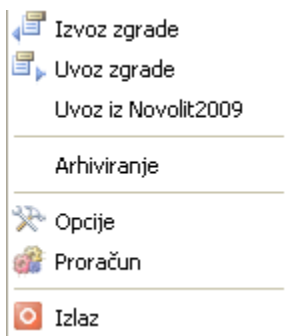 Izvoz zgrade
Uvoz zgrade
Uvoz iz Novolit2009
Arhiviranje
Opcije
Proračun
Izlaz